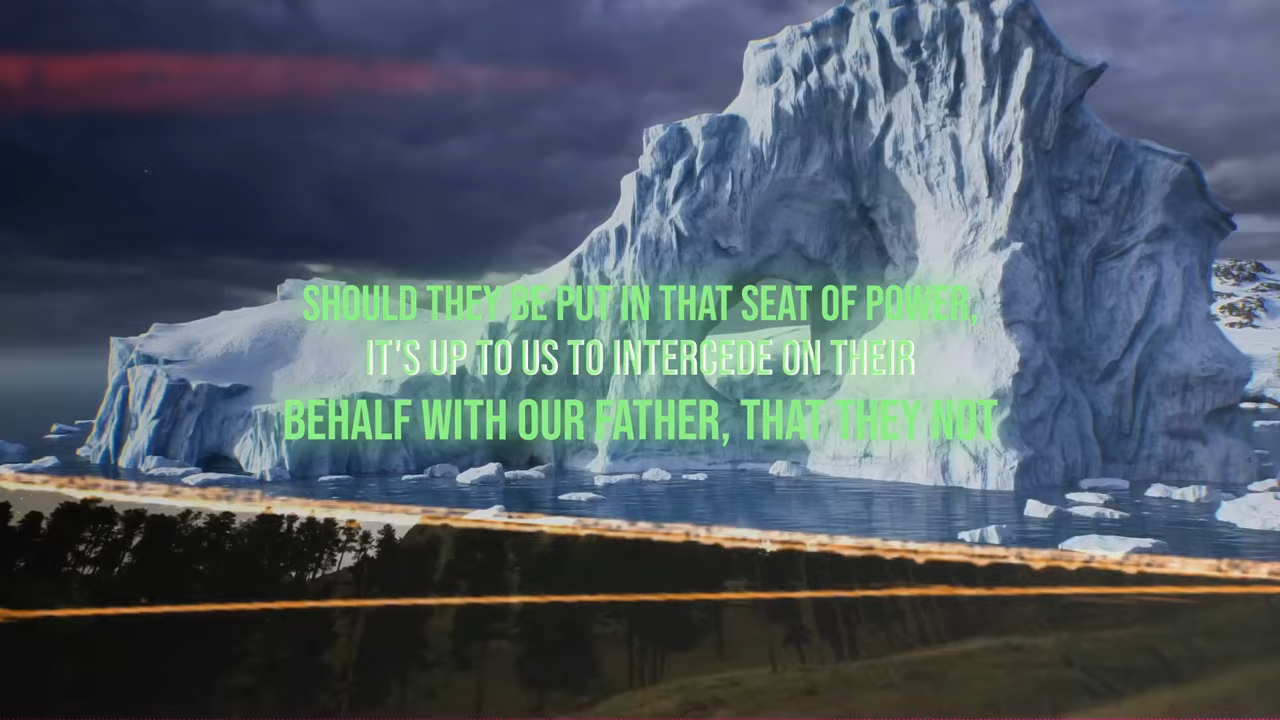 SHOULD THEY BE PUT IN THAT SEAT OF POWER,
IT'S UP TO US TO INTERCEDE ON THEIR
BEHALF WITH OUR FATHER, THAT THEY NOT